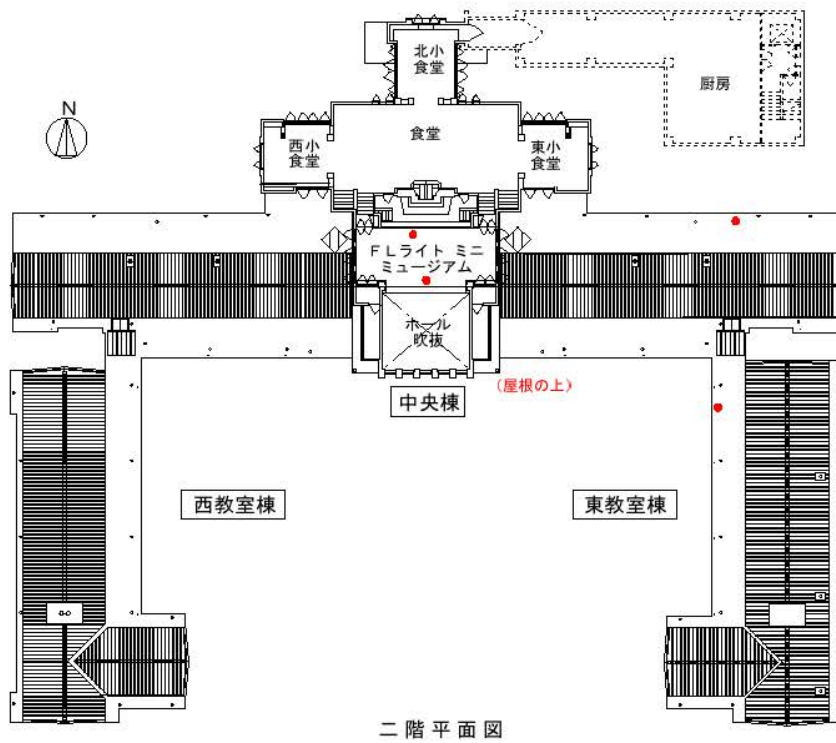 北小
食堂
厨房
N
食堂
西小
食堂
東小
食堂
ＦＬライト ミニ
ミュージアム
ホール
吹抜
(屋根の上)
中央棟
西教室棟
東教室棟
二階平面図